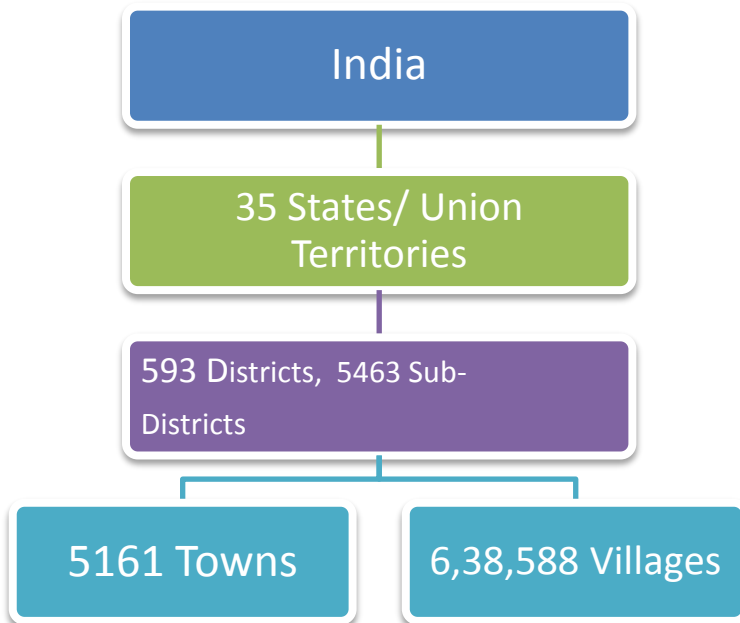 India
35 States/ Union
Territories
593 Districts, 5463 Sub-
Districts
5161 Towns
6,38,588 Villages